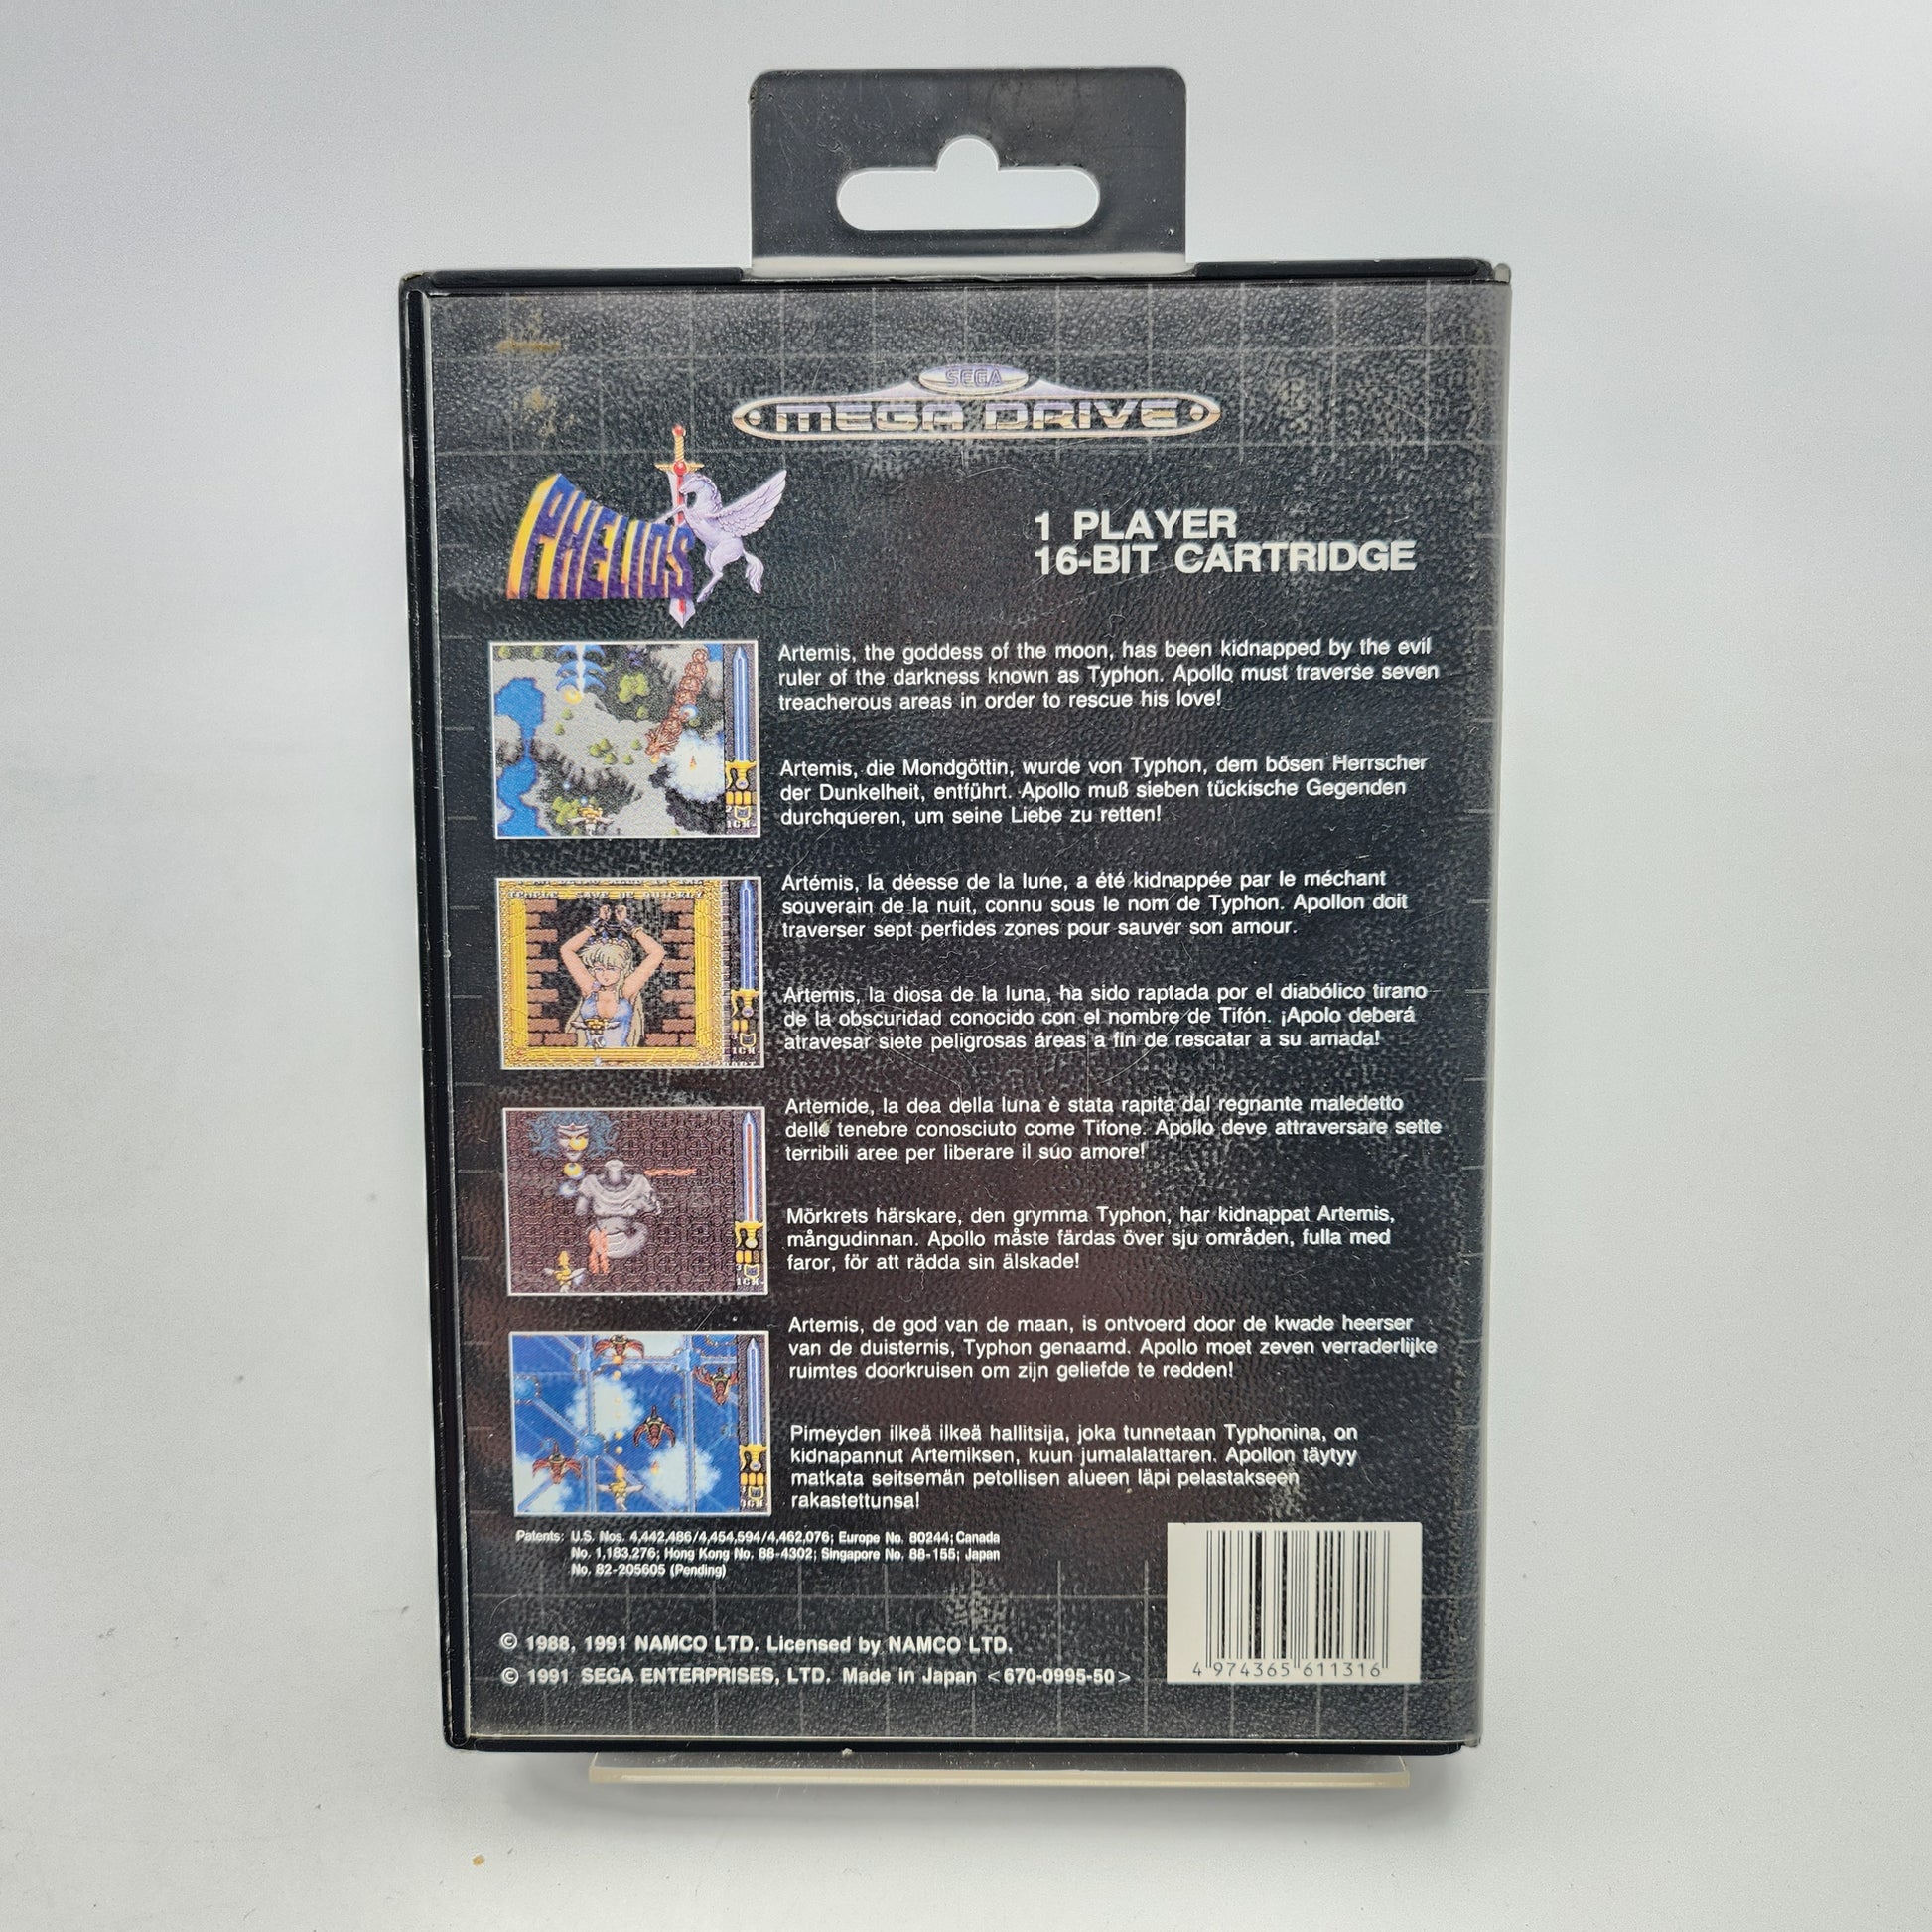 SEGA
MEGA DRIVE
PHELIOS
1 PLAYER
16-BIT CARTRIDGE
Artemis, the goddess of the moon, has been kidnapped by the evil
ruler of the darkness known as Typhon. Apollo must traverse seven
treacherous areas in order to rescue his love!
Artemis, die Mondgöttin, wurde von Typhon, dem bösen Herrscher
der Dunkelheit, entführt. Apollo muß sieben tückische Gegenden
durchqueren, um seine Liebe zu retten!
TEMPLE. SAVE ME QUICKLY
Artémis, la déesse de la lune, a été kidnappée par le méchant
souverain de la nuit, connu sous le nom de Typhon. Apollon doit
traverser sept perfides zones pour sauver son amour.
Artemis, la diosa de la luna, ha sido raptada por el diabólico tirano
de la obscuridad conocido con el nombre de Tifón. ¡Apolo deberá
atravesar siete peligrosas áreas a fin de rescatar a su amada!
Artemide, la dea della luna è stata rapita dal regnante maledetto
delle tenebre conosciuto come Tifone. Apollo deve attraversare sette
terribili aree per liberare il suo amore!
Mörkrets härskare, den grymma Typhon, har kidnappat Artemis,
mångudinnan. Apollo måste färdas över sju områden, fulla med
faror, för att rädda sin älskade!
Artemis, de god van de maan, is ontvoerd door de kwade heerser
van de duisternis, Typhon genaamd. Apollo moet zeven verraderlijke
ruimtes doorkruisen om zijn geliefde te redden!
Pimeyden ilkeä ilkeä hallitsija, joka tunnetaan Typhonina, on
kidnapannut Artemiksen, kuun jumalalattaren. Apollon täytyy
matkata seitsemän petollisen alueen läpi pelastakseen
rakastettunsa!
Patents: U.S. Nos. 4,442,486/4,454,594/4,462,076; Europe No. 80244; Canada
No. 1,183,276; Hong Kong No. 88-4302; Singapore No. 88-155; Japan
No. 82-205605 (Pending)
© 1988, 1991 NAMCO LTD. Licensed by NAMCO LTD.
© 1991 SEGA ENTERPRISES, LTD. Made in Japan <670-0995-50>
4 974365 611316